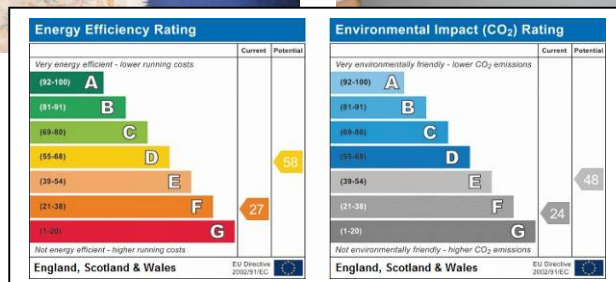 Energy Efficiency Rating
Current Potential
Very energy efficient - lower running costs
(92-100) A
(81-91) B
(69-80) C
(55-68) D
58
(39-54) E
(21-38) F
27
(1-20) G
Not energy efficient - higher running costs
England, Scotland & Wales
EU Directive
2002/91/EC
Environmental Impact (CO₂) Rating
Current Potential
Very environmentally friendly - lower CO₂ emissions
(92-100) A
(81-91) B
(69-80) C
(55-68) D
(39-54) E
48
(21-38) F
24
(1-20) G
Not environmentally friendly - higher CO₂ emissions
England, Scotland & Wales
EU Directive
2002/91/EC